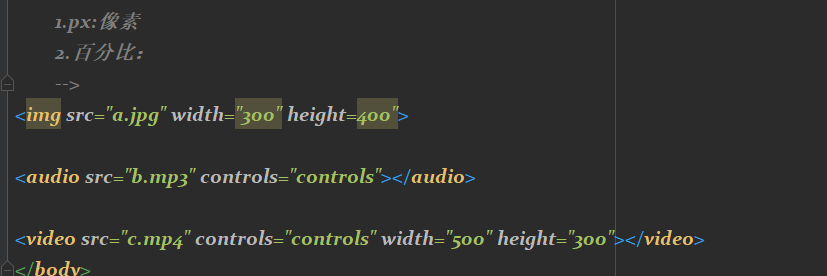 1.px:像素
2.百分比：
-->
<img src="a.jpg" width="300" height=400">
<audio src="b.mp3" controls="controls"></audio>
<video src="c.mp4" controls="controls" width="500" height="300"></video>
</body>